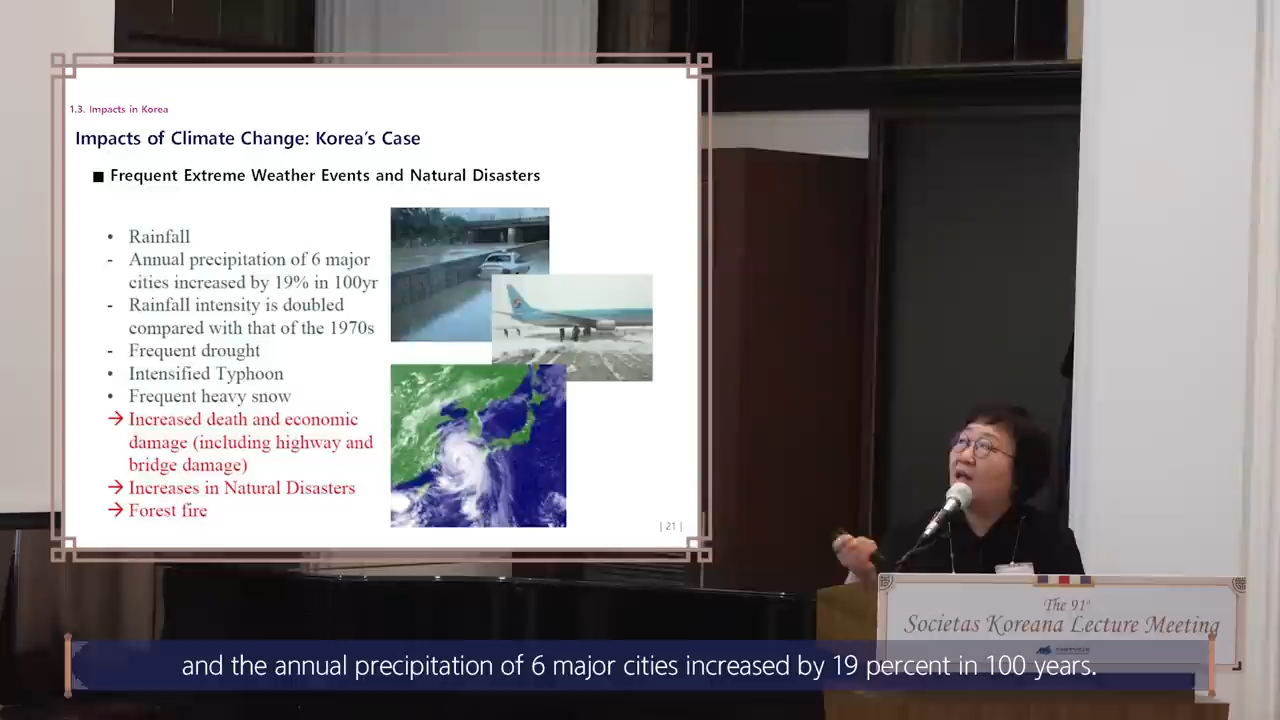 1.3. Impacts in Korea
Impacts of Climate Change: Korea's Case
■ Frequent Extreme Weather Events and Natural Disasters
• Rainfall
- Annual precipitation of 6 major
cities increased by 19% in 100yr
- Rainfall intensity is doubled
compared with that of the 1970s
- Frequent drought
• Intensified Typhoon
• Frequent heavy snow
→ Increased death and economic
damage (including highway and
bridge damage)
→ Increases in Natural Disasters
→ Forest fire
| 21 |
The 91st
Societas Koreana Lecture Meeting
and the annual precipitation of 6 major cities increased by 19 percent in 100 years.